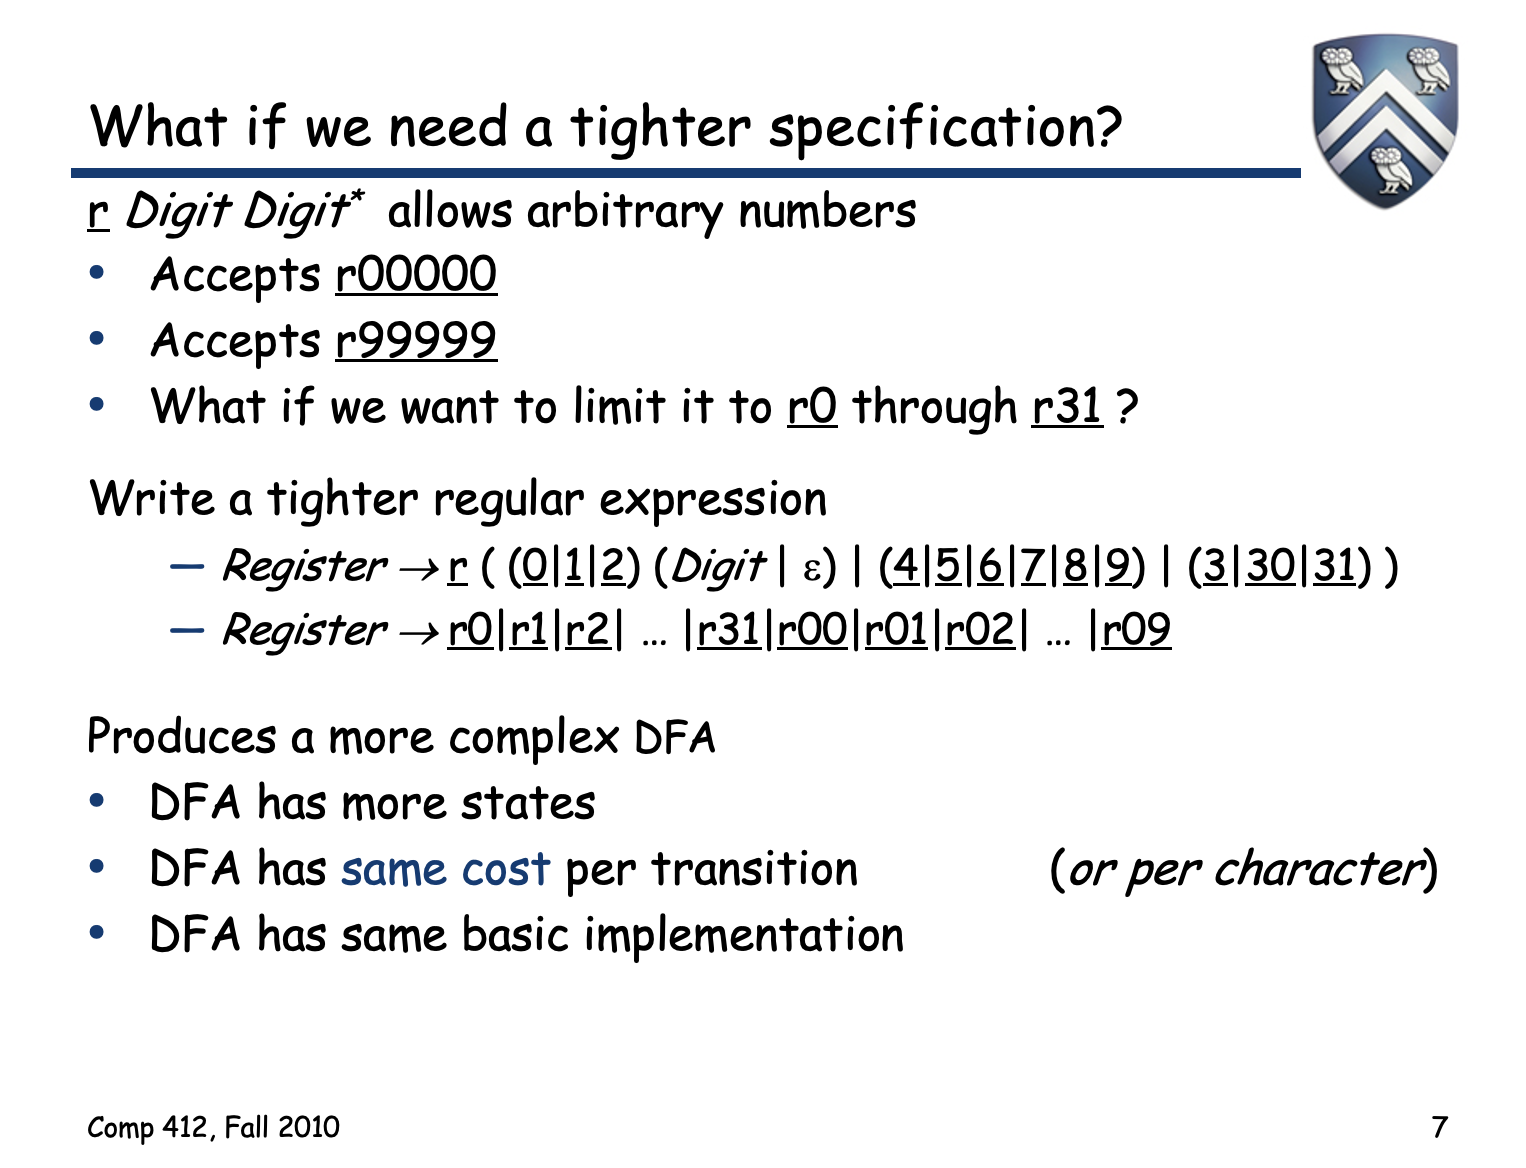 What if we need a tighter specification?
r Digit Digit* allows arbitrary numbers
• Accepts r00000
• Accepts r99999
• What if we want to limit it to r0 through r31 ?
Write a tighter regular expression
— Register → r ( (0|1|2) (Digit | ε) | (4|5|6|7|8|9) | (3|30|31) )
— Register → r0|r1|r2| … |r31|r00|r01|r02| … |r09
Produces a more complex DFA
• DFA has more states
• DFA has same cost per transition (or per character)
• DFA has same basic implementation
Comp 412, Fall 2010 7